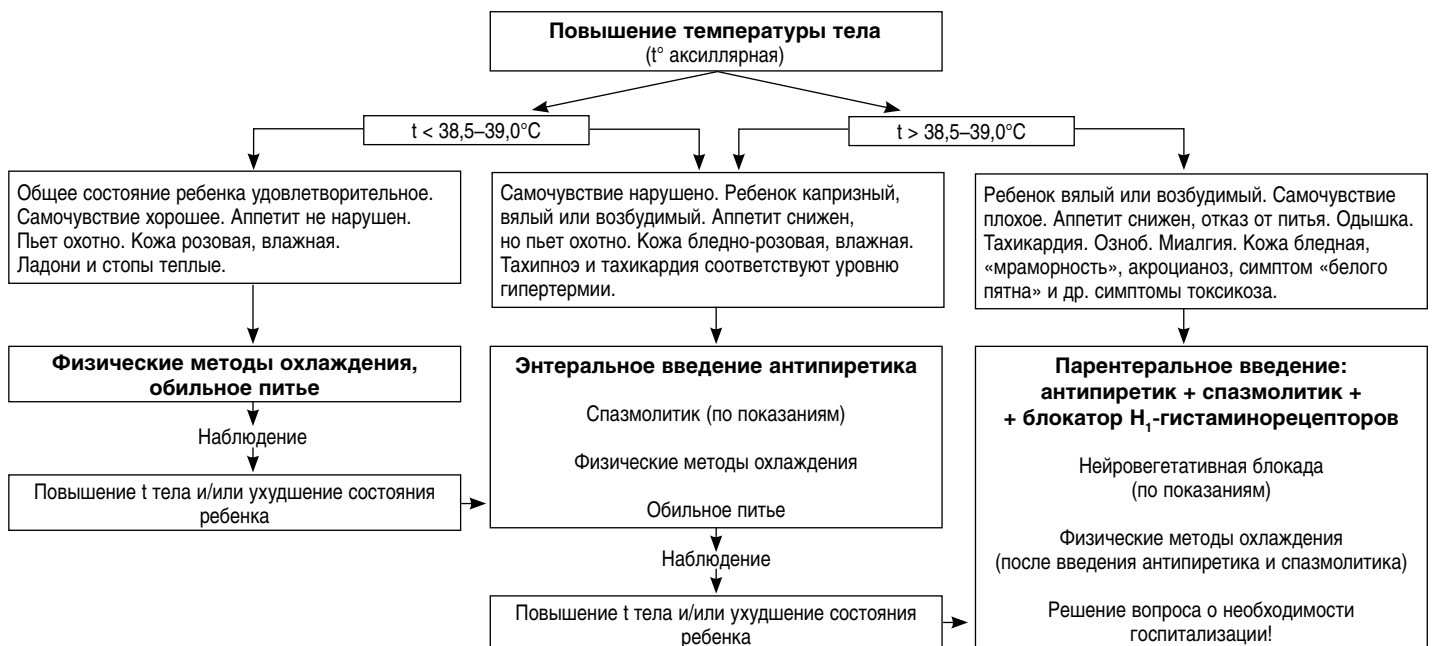 Повышение температуры тела
(t° аксиллярная)
t < 38,5–39,0°C
t > 38,5–39,0°C
Общее состояние ребенка удовлетворительное.
Самочувствие хорошее. Аппетит не нарушен.
Пьет охотно. Кожа розовая, влажная.
Ладони и стопы теплые.
Самочувствие нарушено. Ребенок капризный,
вялый или возбудимый. Аппетит снижен,
но пьет охотно. Кожа бледно-розовая, влажная.
Тахипноэ и тахикардия соответствуют уровню
гипертермии.
Ребенок вялый или возбудимый. Самочувствие
плохое. Аппетит снижен, отказ от питья. Одышка.
Тахикардия. Озноб. Миалгия. Кожа бледная,
«мраморность», акроцианоз, симптом «белого
пятна» и др. симптомы токсикоза.
Физические методы охлаждения,
обильное питье
Наблюдение
Повышение t тела и/или ухудшение состояния
ребенка
Энтеральное введение антипиретика
Спазмолитик (по показаниям)
Физические методы охлаждения
Обильное питье
Наблюдение
Повышение t тела и/или ухудшение состояния
ребенка
Парентеральное введение:
антипиретик + спазмолитик +
+ блокатор H₁-гистаминорецепторов
Нейровегетативная блокада
(по показаниям)
Физические методы охлаждения
(после введения антипиретика и спазмолитика)
Решение вопроса о необходимости
госпитализации!